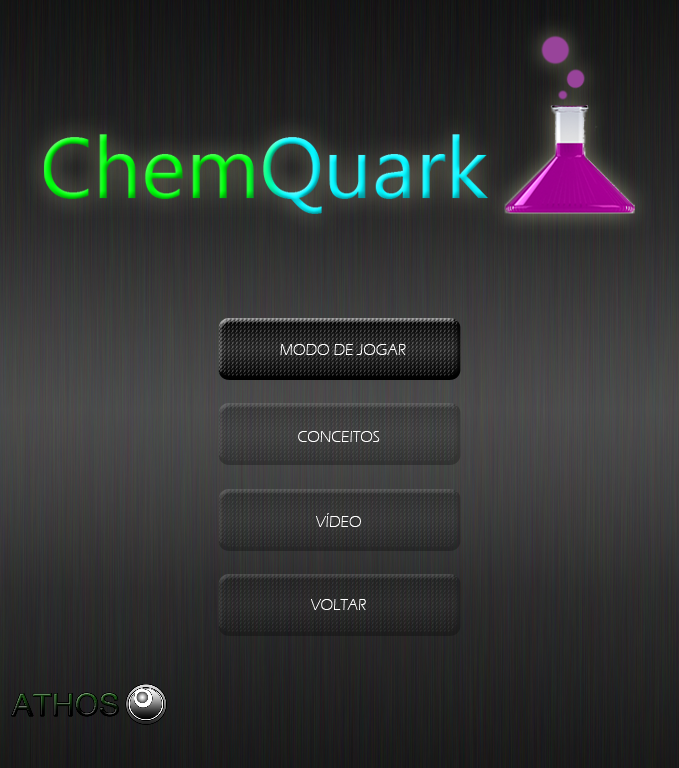 ChemQuark
MODO DE JOGAR
CONCEITOS
VÍDEO
VOLTAR
ATHOS